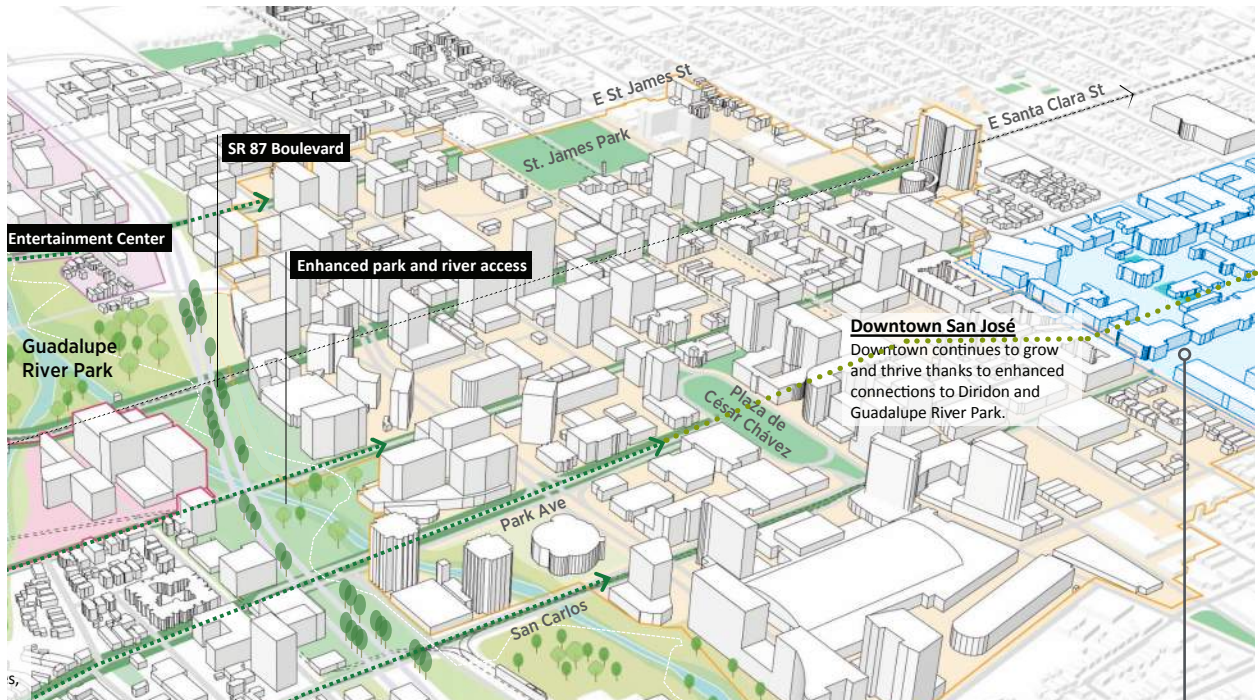 E St James St
E Santa Clara St
St. James Park
SR 87 Boulevard
Entertainment Center
Enhanced park and river access
Guadalupe
River Park
Downtown San José
Downtown continues to grow
and thrive thanks to enhanced
connections to Diridon and
Guadalupe River Park.
Plaza de
César Chávez
Park Ave
San Carlos
es,